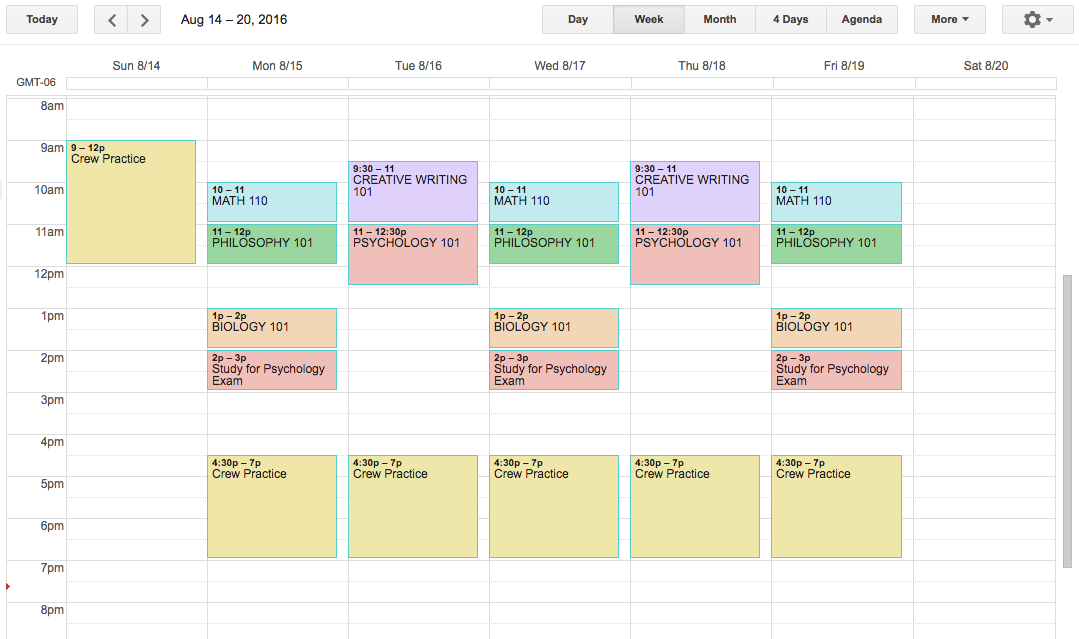 Today
Aug 14 – 20, 2016
Day Week Month 4 Days Agenda
More
Sun 8/14 Mon 8/15 Tue 8/16 Wed 8/17 Thu 8/18 Fri 8/19 Sat 8/20
GMT-06
8am
9am
10am
11am
12pm
1pm
2pm
3pm
4pm
5pm
6pm
7pm
8pm
9 – 12p
Crew Practice
10 – 11
MATH 110
11 – 12p
PHILOSOPHY 101
1p – 2p
BIOLOGY 101
2p – 3p
Study for Psychology
Exam
4:30p – 7p
Crew Practice
9:30 – 11
CREATIVE WRITING
101
11 – 12:30p
PSYCHOLOGY 101
4:30p – 7p
Crew Practice
10 – 11
MATH 110
11 – 12p
PHILOSOPHY 101
1p – 2p
BIOLOGY 101
2p – 3p
Study for Psychology
Exam
4:30p – 7p
Crew Practice
9:30 – 11
CREATIVE WRITING
101
11 – 12:30p
PSYCHOLOGY 101
4:30p – 7p
Crew Practice
10 – 11
MATH 110
11 – 12p
PHILOSOPHY 101
1p – 2p
BIOLOGY 101
2p – 3p
Study for Psychology
Exam
4:30p – 7p
Crew Practice